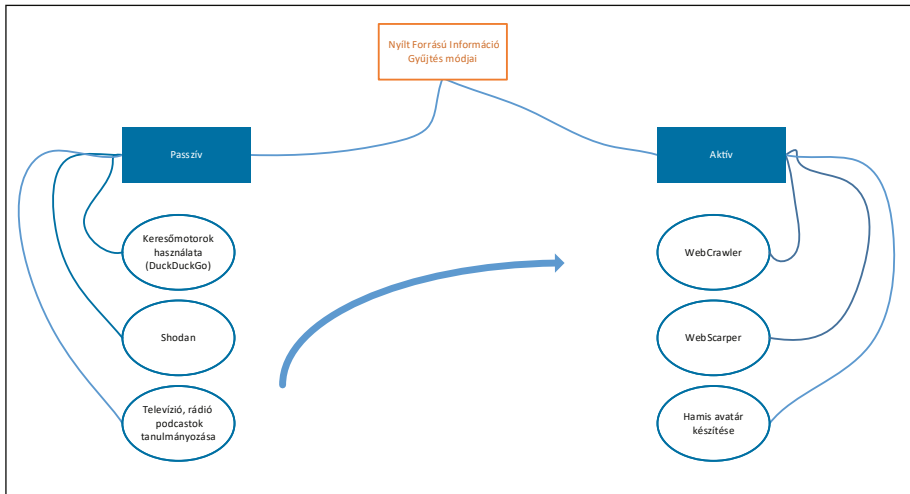 Nyílt Forrású Információ
Gyűjtés módjai
Passzív
Aktív
Keresőmotorok
használata
(DuckDuckGo)
WebCrawler
Shodan
WebScarper
Televízió, rádió
podcastok
tanulmányozása
Hamis avatár
készítése